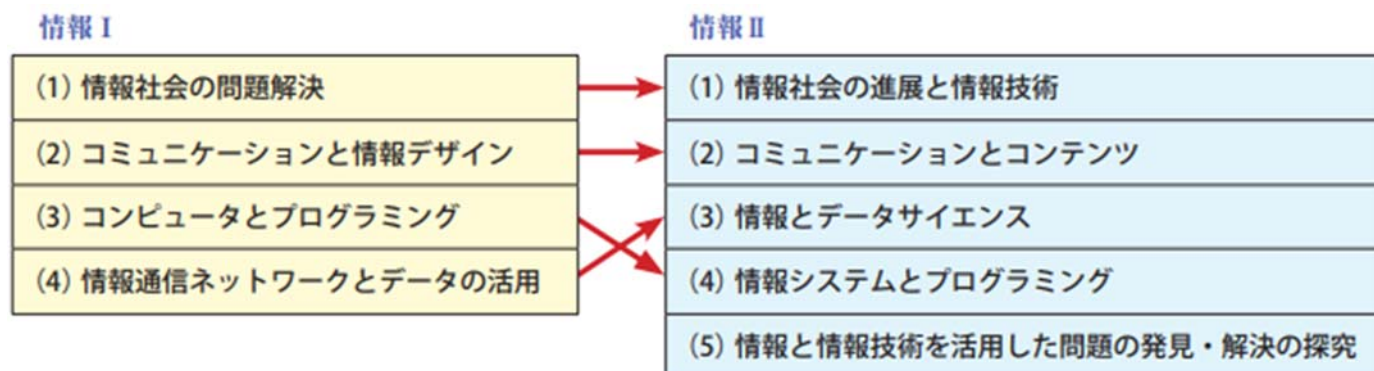 情報Ⅰ
(1) 情報社会の問題解決
(2) コミュニケーションと情報デザイン
(3) コンピュータとプログラミング
(4) 情報通信ネットワークとデータの活用
情報Ⅱ
(1) 情報社会の進展と情報技術
(2) コミュニケーションとコンテンツ
(3) 情報とデータサイエンス
(4) 情報システムとプログラミング
(5) 情報と情報技術を活用した問題の発見・解決の探究